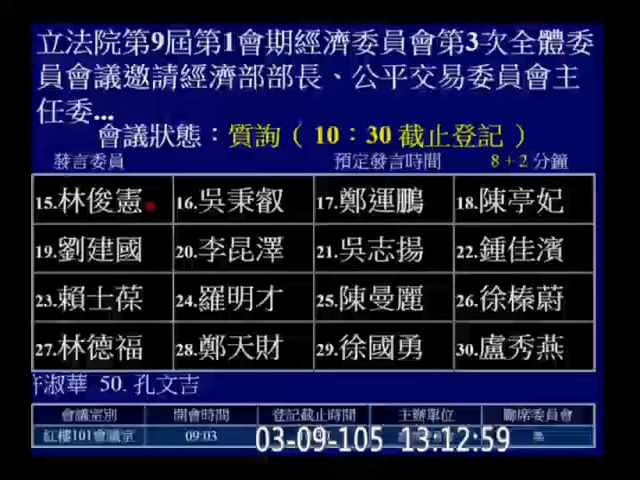 立法院第9屆第1會期經濟委員會第3次全體委
員會議邀請經濟部部長、公平交易委員會主
任委...
會議狀態：質詢（10：30截止登記）
發言委員 預定發言時間 8+2分鐘
15.林俊憲 16.吳秉叡 17.鄭運鵬 18.陳亭妃
19.劉建國 20.李昆澤 21.吳志揚 22.鍾佳濱
23.賴士葆 24.羅明才 25.陳曼麗 26.徐榛蔚
27.林德福 28.鄭天財 29.徐國勇 30.盧秀燕
許淑華 50. 孔文吉
會議室別 開會時間 登記截止時間 主辦單位 聯席委員會
紅樓101會議室 09:03
03-09-105 13:12:59